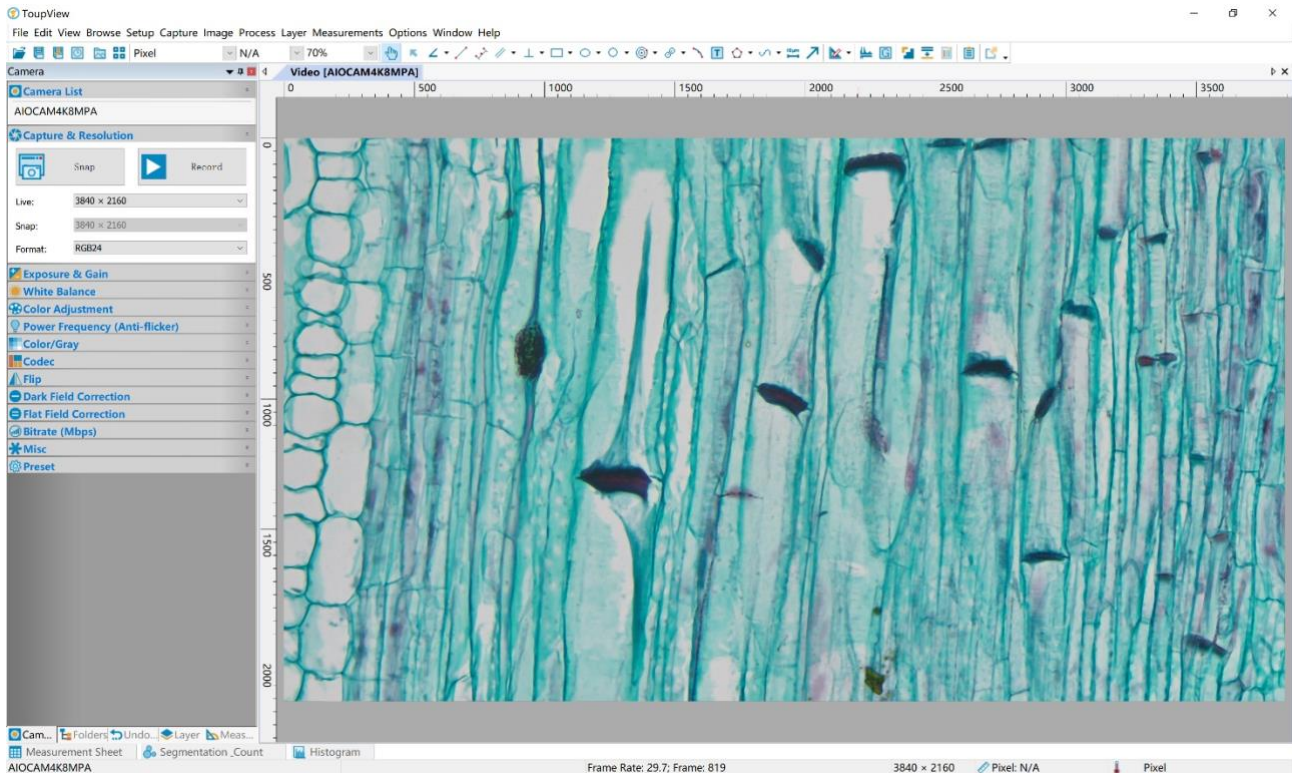 ToupView
File Edit View Browse Setup Capture Image Process Layer Measurements Options Window Help
Pixel N/A 70%
Camera
Video [AIOCAM4K8MPA]
0 500 1000 1500 2000 2500 3000 3500
Camera List
AIOCAM4K8MPA
Capture & Resolution
Snap Record
Live: 3840 × 2160
Snap: 3840 × 2160
Format: RGB24
Exposure & Gain
White Balance
Color Adjustment
Power Frequency (Anti-flicker)
Color/Gray
Codec
Flip
Dark Field Correction
Flat Field Correction
Bitrate (Mbps)
Misc
Preset
0
500
1000
1500
2000
Cam... Folders Undo... Layer Meas...
Measurement Sheet Segmentation_Count Histogram
AIOCAM4K8MPA Frame Rate: 29.7; Frame: 819 3840 × 2160 Pixel: N/A Pixel